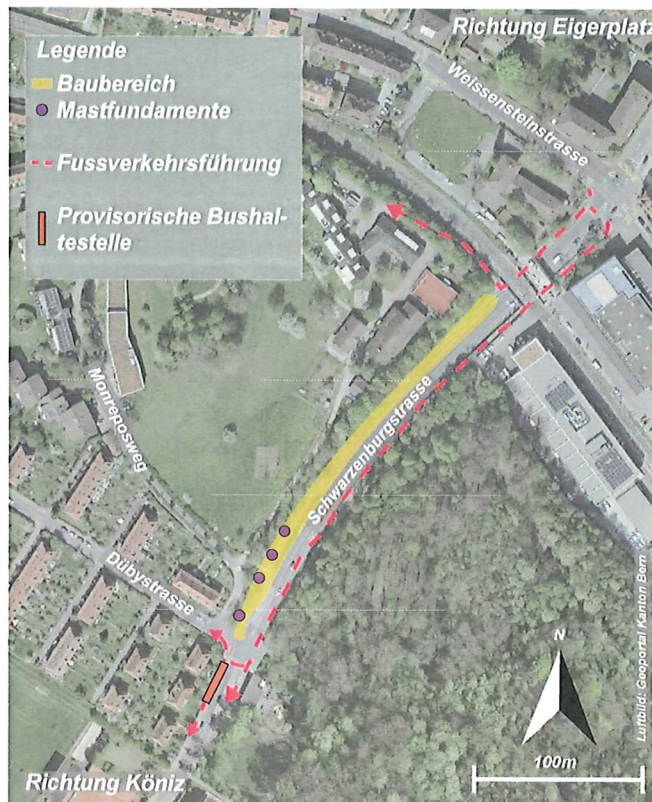 Richtung Eigerplatz
Legende
Baubereich
Mastfundamente
Fussverkehrsführung
Provisorische Bushal-
testelle
Weissensteinstrasse
Monreposweg
Schwarzenburgstrasse
Dübystrasse
N
100m
Richtung Köniz
Luftbild: Geoportal Kanton Bern